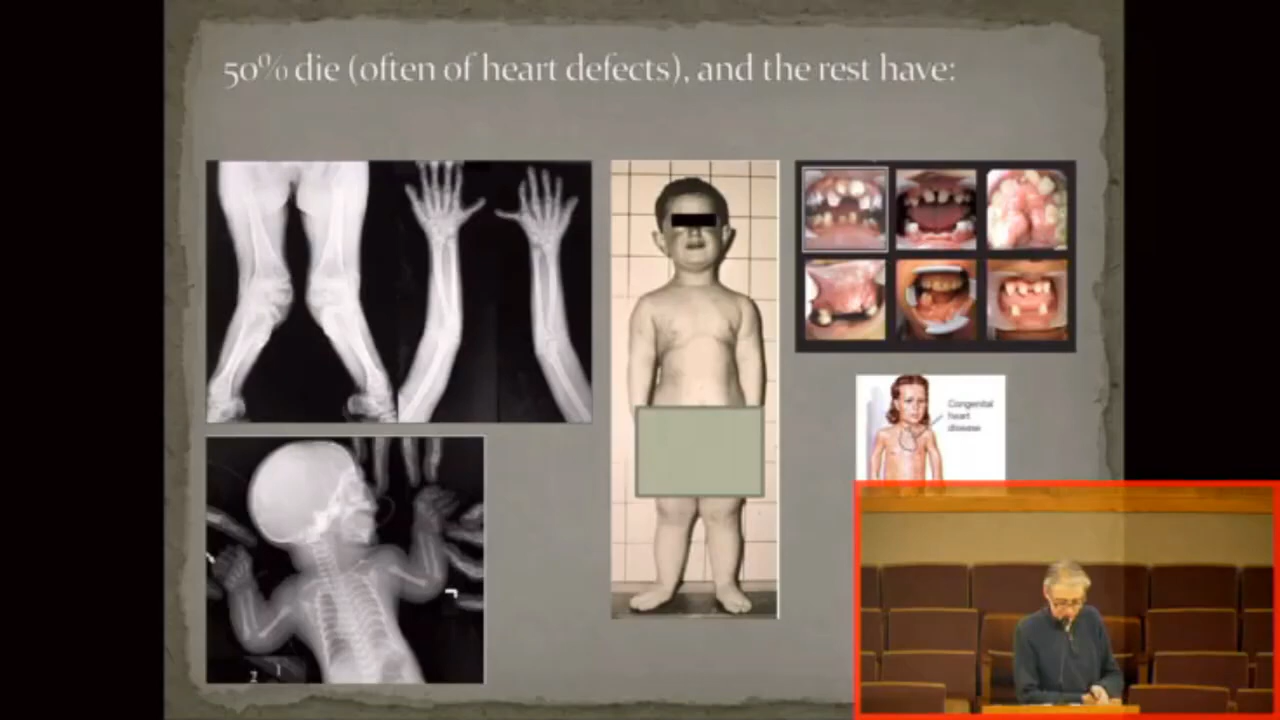 50% die (often of heart defects), and the rest have:
Congenital
heart
disease